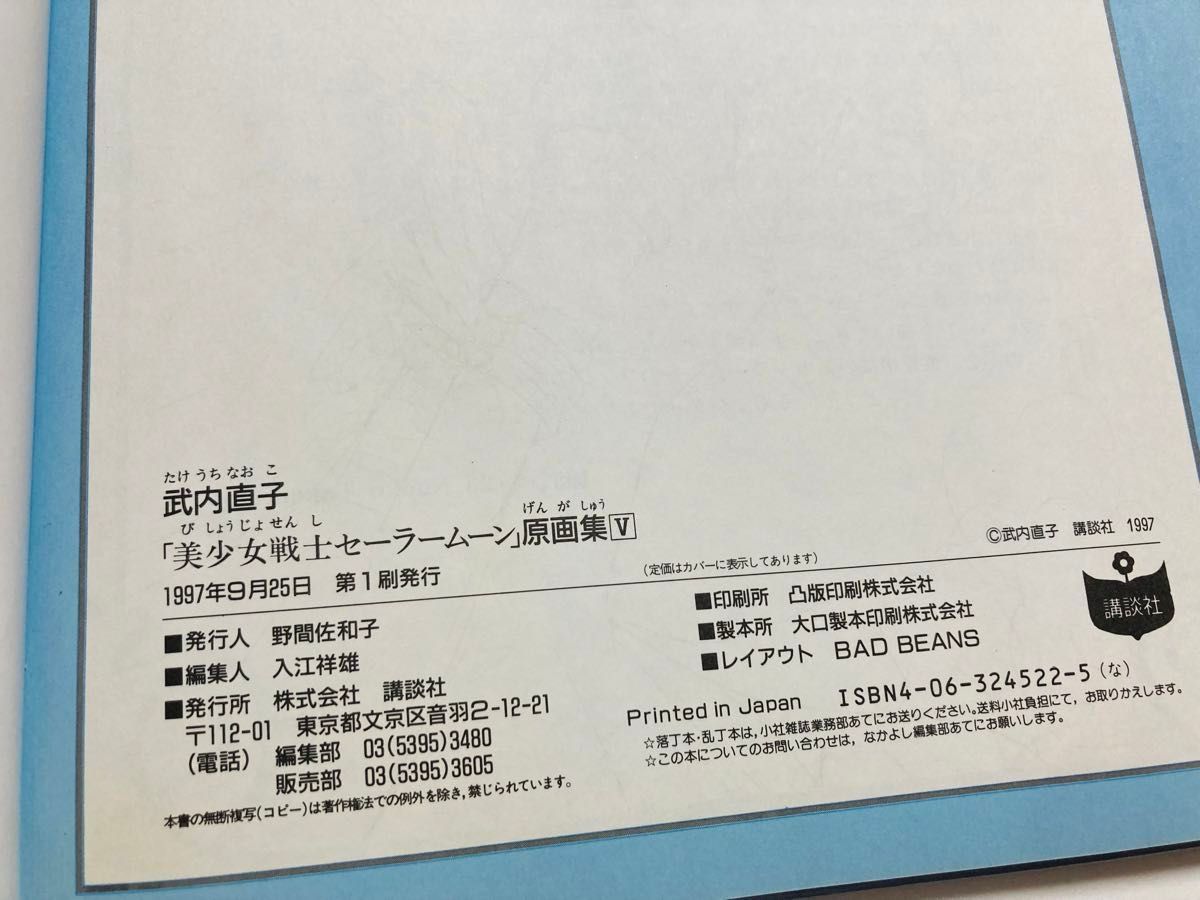 たけ うち なお こ
武内直子
び しょうじょ せん し
げん が しゅう
「美少女戦士セーラームーン」原画集Ⅴ
1997年9月25日　第1刷発行
(定価はカバーに表示してあります)
©武内直子　講談社　1997
■発行人　野間佐和子
■編集人　入江祥雄
■発行所　株式会社　講談社
〒112-01　東京都文京区音羽2-12-21
(電話)　編集部　03(5395)3480
販売部　03(5395)3605
本書の無断複写(コピー)は著作権法での例外を除き,禁じられています。
■印刷所　凸版印刷株式会社
■製本所　大口製本印刷株式会社
■レイアウト　BAD BEANS
講談社
Printed in Japan　ISBN4-06-324522-5 (な)
☆落丁本・乱丁本は,小社雑誌業務部あてにお送りください。送料小社負担にて,お取りかえします。
☆この本についてのお問い合わせは,なかよし編集部あてにお願いします。